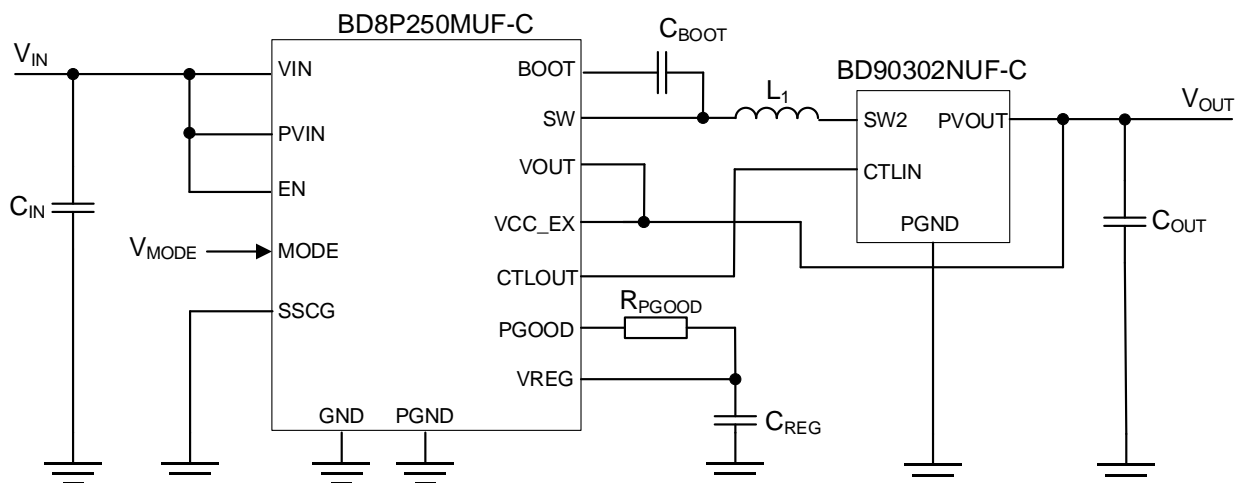 BD8P250MUF-C
CBOOT
VIN
VIN
BOOT
BD90302NUF-C
L1
VOUT
SW
SW2
PVOUT
PVIN
VOUT
CTLIN
EN
CIN
VCC_EX
PGND
COUT
VMODE
MODE
CTLOUT
SSCG
RPGOOD
PGOOD
VREG
GND
PGND
CREG